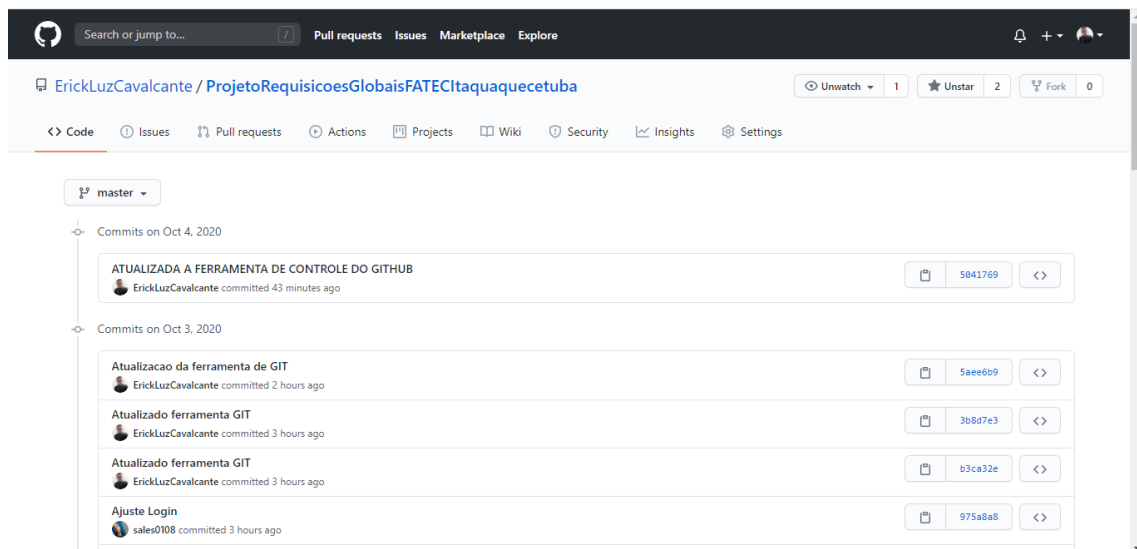 Search or jump to... /
Pull requests Issues Marketplace Explore
ErickLuzCavalcante / ProjetoRequisicoesGlobaisFATECItaquaquecetuba
Unwatch 1 Unstar 2 Fork 0
Code Issues Pull requests Actions Projects Wiki Security Insights Settings
master
Commits on Oct 4, 2020
ATUALIZADA A FERRAMENTA DE CONTROLE DO GITHUB
ErickLuzCavalcante committed 43 minutes ago
5041769
Commits on Oct 3, 2020
Atualizacao da ferramenta de GIT
ErickLuzCavalcante committed 2 hours ago
5aee6b9
Atualizado ferramenta GIT
ErickLuzCavalcante committed 3 hours ago
3b8d7e3
Atualizado ferramenta GIT
ErickLuzCavalcante committed 3 hours ago
b3ca32e
Ajuste Login
sales0108 committed 3 hours ago
975a8a8